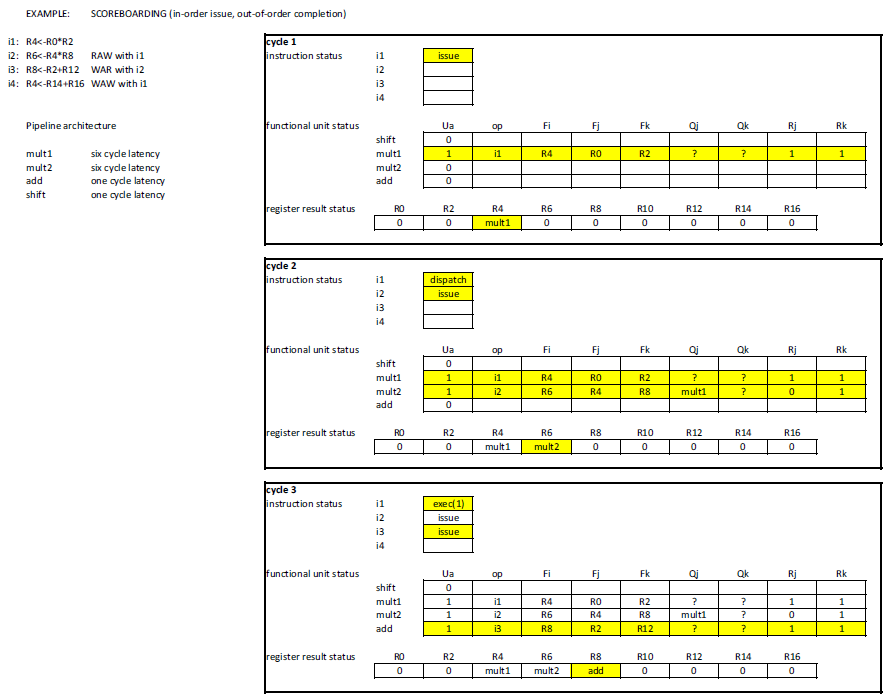 EXAMPLE: SCOREBOARDING (in-order issue, out-of-order completion)
i1: R4<-R0*R2
i2: R6<-R4*R8 RAW with i1
i3: R8<-R2+R12 WAR with i2
i4: R4<-R14+R16 WAW with i1
Pipeline architecture
mult1 six cycle latency
mult2 six cycle latency
add one cycle latency
shift one cycle latency
cycle 1
instruction status i1 issue
i2
i3
i4
functional unit status Ua op Fi Fj Fk Qj Qk Rj Rk
shift 0
mult1 1 i1 R4 R0 R2 ? ? 1 1
mult2 0
add 0
register result status R0 R2 R4 R6 R8 R10 R12 R14 R16
0 0 mult1 0 0 0 0 0 0
cycle 2
instruction status i1 dispatch
i2 issue
i3
i4
functional unit status Ua op Fi Fj Fk Qj Qk Rj Rk
shift 0
mult1 1 i1 R4 R0 R2 ? ? 1 1
mult2 1 i2 R6 R4 R8 mult1 ? 0 1
add 0
register result status R0 R2 R4 R6 R8 R10 R12 R14 R16
0 0 mult1 mult2 0 0 0 0 0
cycle 3
instruction status i1 exec(1)
i2 issue
i3 issue
i4
functional unit status Ua op Fi Fj Fk Qj Qk Rj Rk
shift 0
mult1 1 i1 R4 R0 R2 ? ? 1 1
mult2 1 i2 R6 R4 R8 mult1 ? 0 1
add 1 i3 R8 R2 R12 ? ? 1 1
register result status R0 R2 R4 R6 R8 R10 R12 R14 R16
0 0 mult1 mult2 add 0 0 0 0